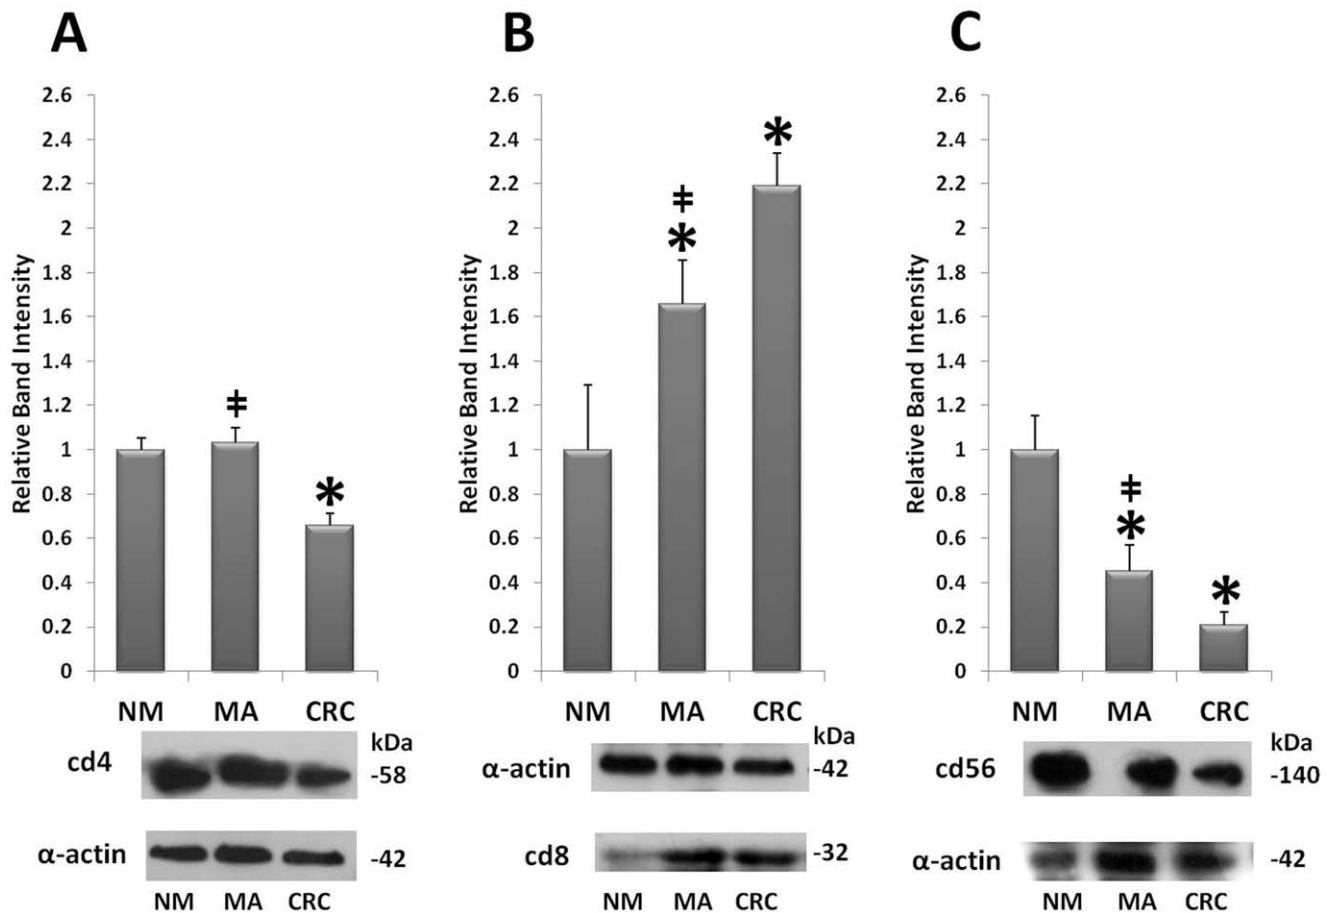 A
Relative Band Intensity
2.6
2.4
2.2
2
1.8
1.6
1.4
1.2
1
0.8
0.6
0.4
0.2
0
ǂ
*
NM MA CRC
cd4
kDa
-58
α-actin
-42
NM MA CRC
B
Relative Band Intensity
2.6
2.4
2.2
2
1.8
1.6
1.4
1.2
1
0.8
0.6
0.4
0.2
0
ǂ
*
*
NM MA CRC
α-actin
kDa
-42
cd8
-32
NM MA CRC
C
Relative Band Intensity
2.6
2.4
2.2
2
1.8
1.6
1.4
1.2
1
0.8
0.6
0.4
0.2
0
ǂ
*
*
NM MA CRC
cd56
kDa
-140
α-actin
-42
NM MA CRC